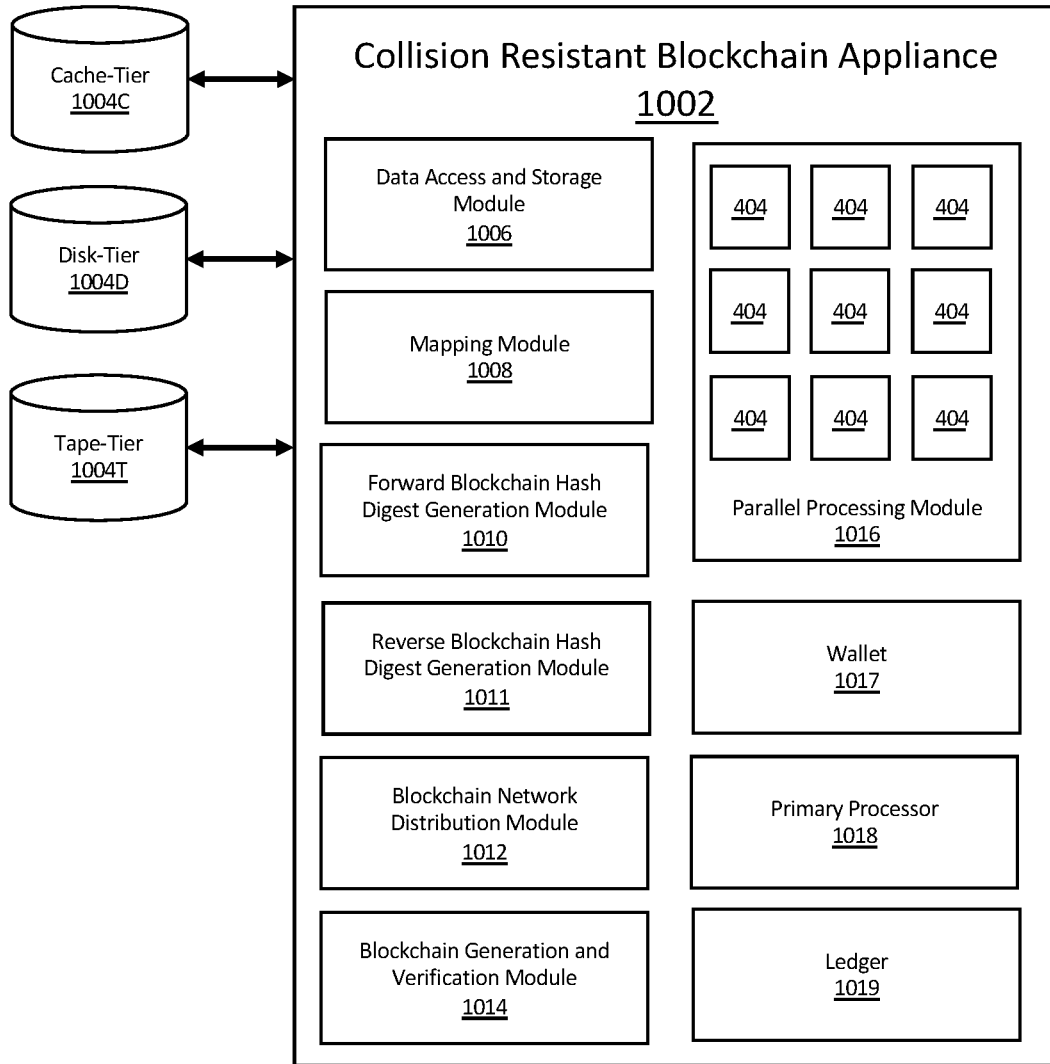 Cache-Tier
1004C
Disk-Tier
1004D
Tape-Tier
1004T
Collision Resistant Blockchain Appliance
1002
Data Access and Storage
Module
1006
Mapping Module
1008
Forward Blockchain Hash
Digest Generation Module
1010
Reverse Blockchain Hash
Digest Generation Module
1011
Blockchain Network
Distribution Module
1012
Blockchain Generation and
Verification Module
1014
404 404 404
404 404 404
404 404 404
Parallel Processing Module
1016
Wallet
1017
Primary Processor
1018
Ledger
1019